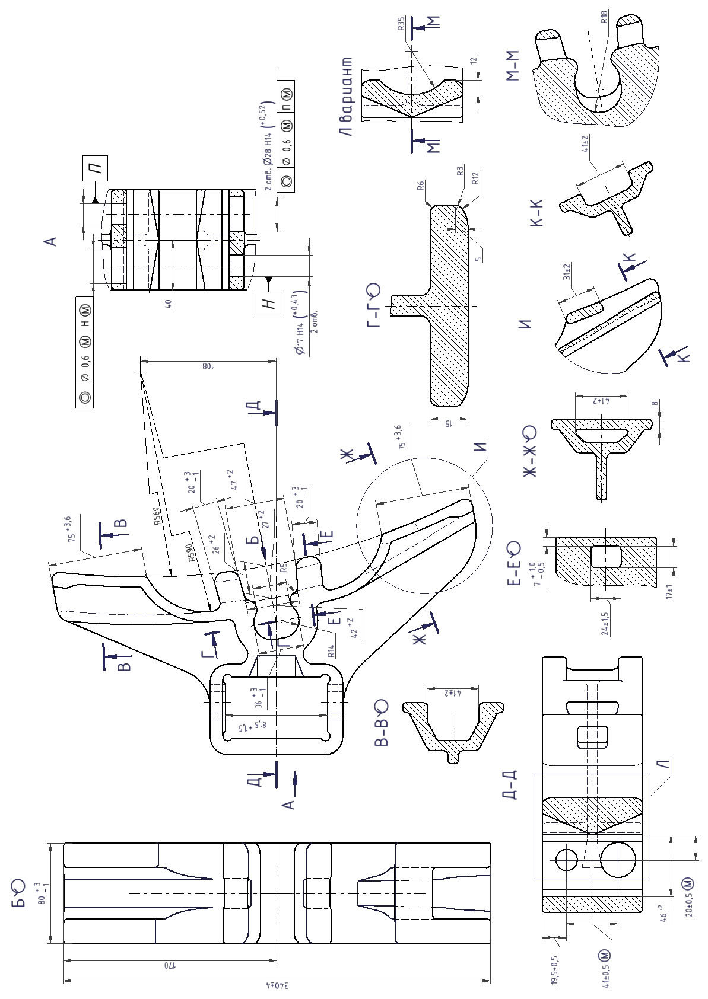 А
П
◎ ⌀ 0,6 Ⓜ Н Ⓜ
40
Н
2 отв. ⌀28 H14 (+0,52)
◎ ⌀ 0,6 Ⓜ П Ⓜ
⌀17 H14 (+0,43)
2 отв.
Л вариант
R35
М
М
12
М-М
R18
Г-Г
R6
R3
R12
5
15
К-К
41±2
И
31±2
К
К
108
Д
Д
А
R560
R590
75 +3,6
В
В
20 +3 -1
47 +2
26 +2
27 +2
Б
R5
20 +3 -1
Е
Е
Г
Г
42 +2
R14
36 +3 -1
81,5 +1,5
Ж
Ж
75 +3,6
И
Ж-Ж
41±2
8
Е-Е
7 +1,0 -0,5
24±1,5
17±1
В-В
41±2
Б
80 +3 -1
170
340±4
Д-Д
Л
46 +2
20±0,5 Ⓜ
19,5±0,5
41±0,5 Ⓜ